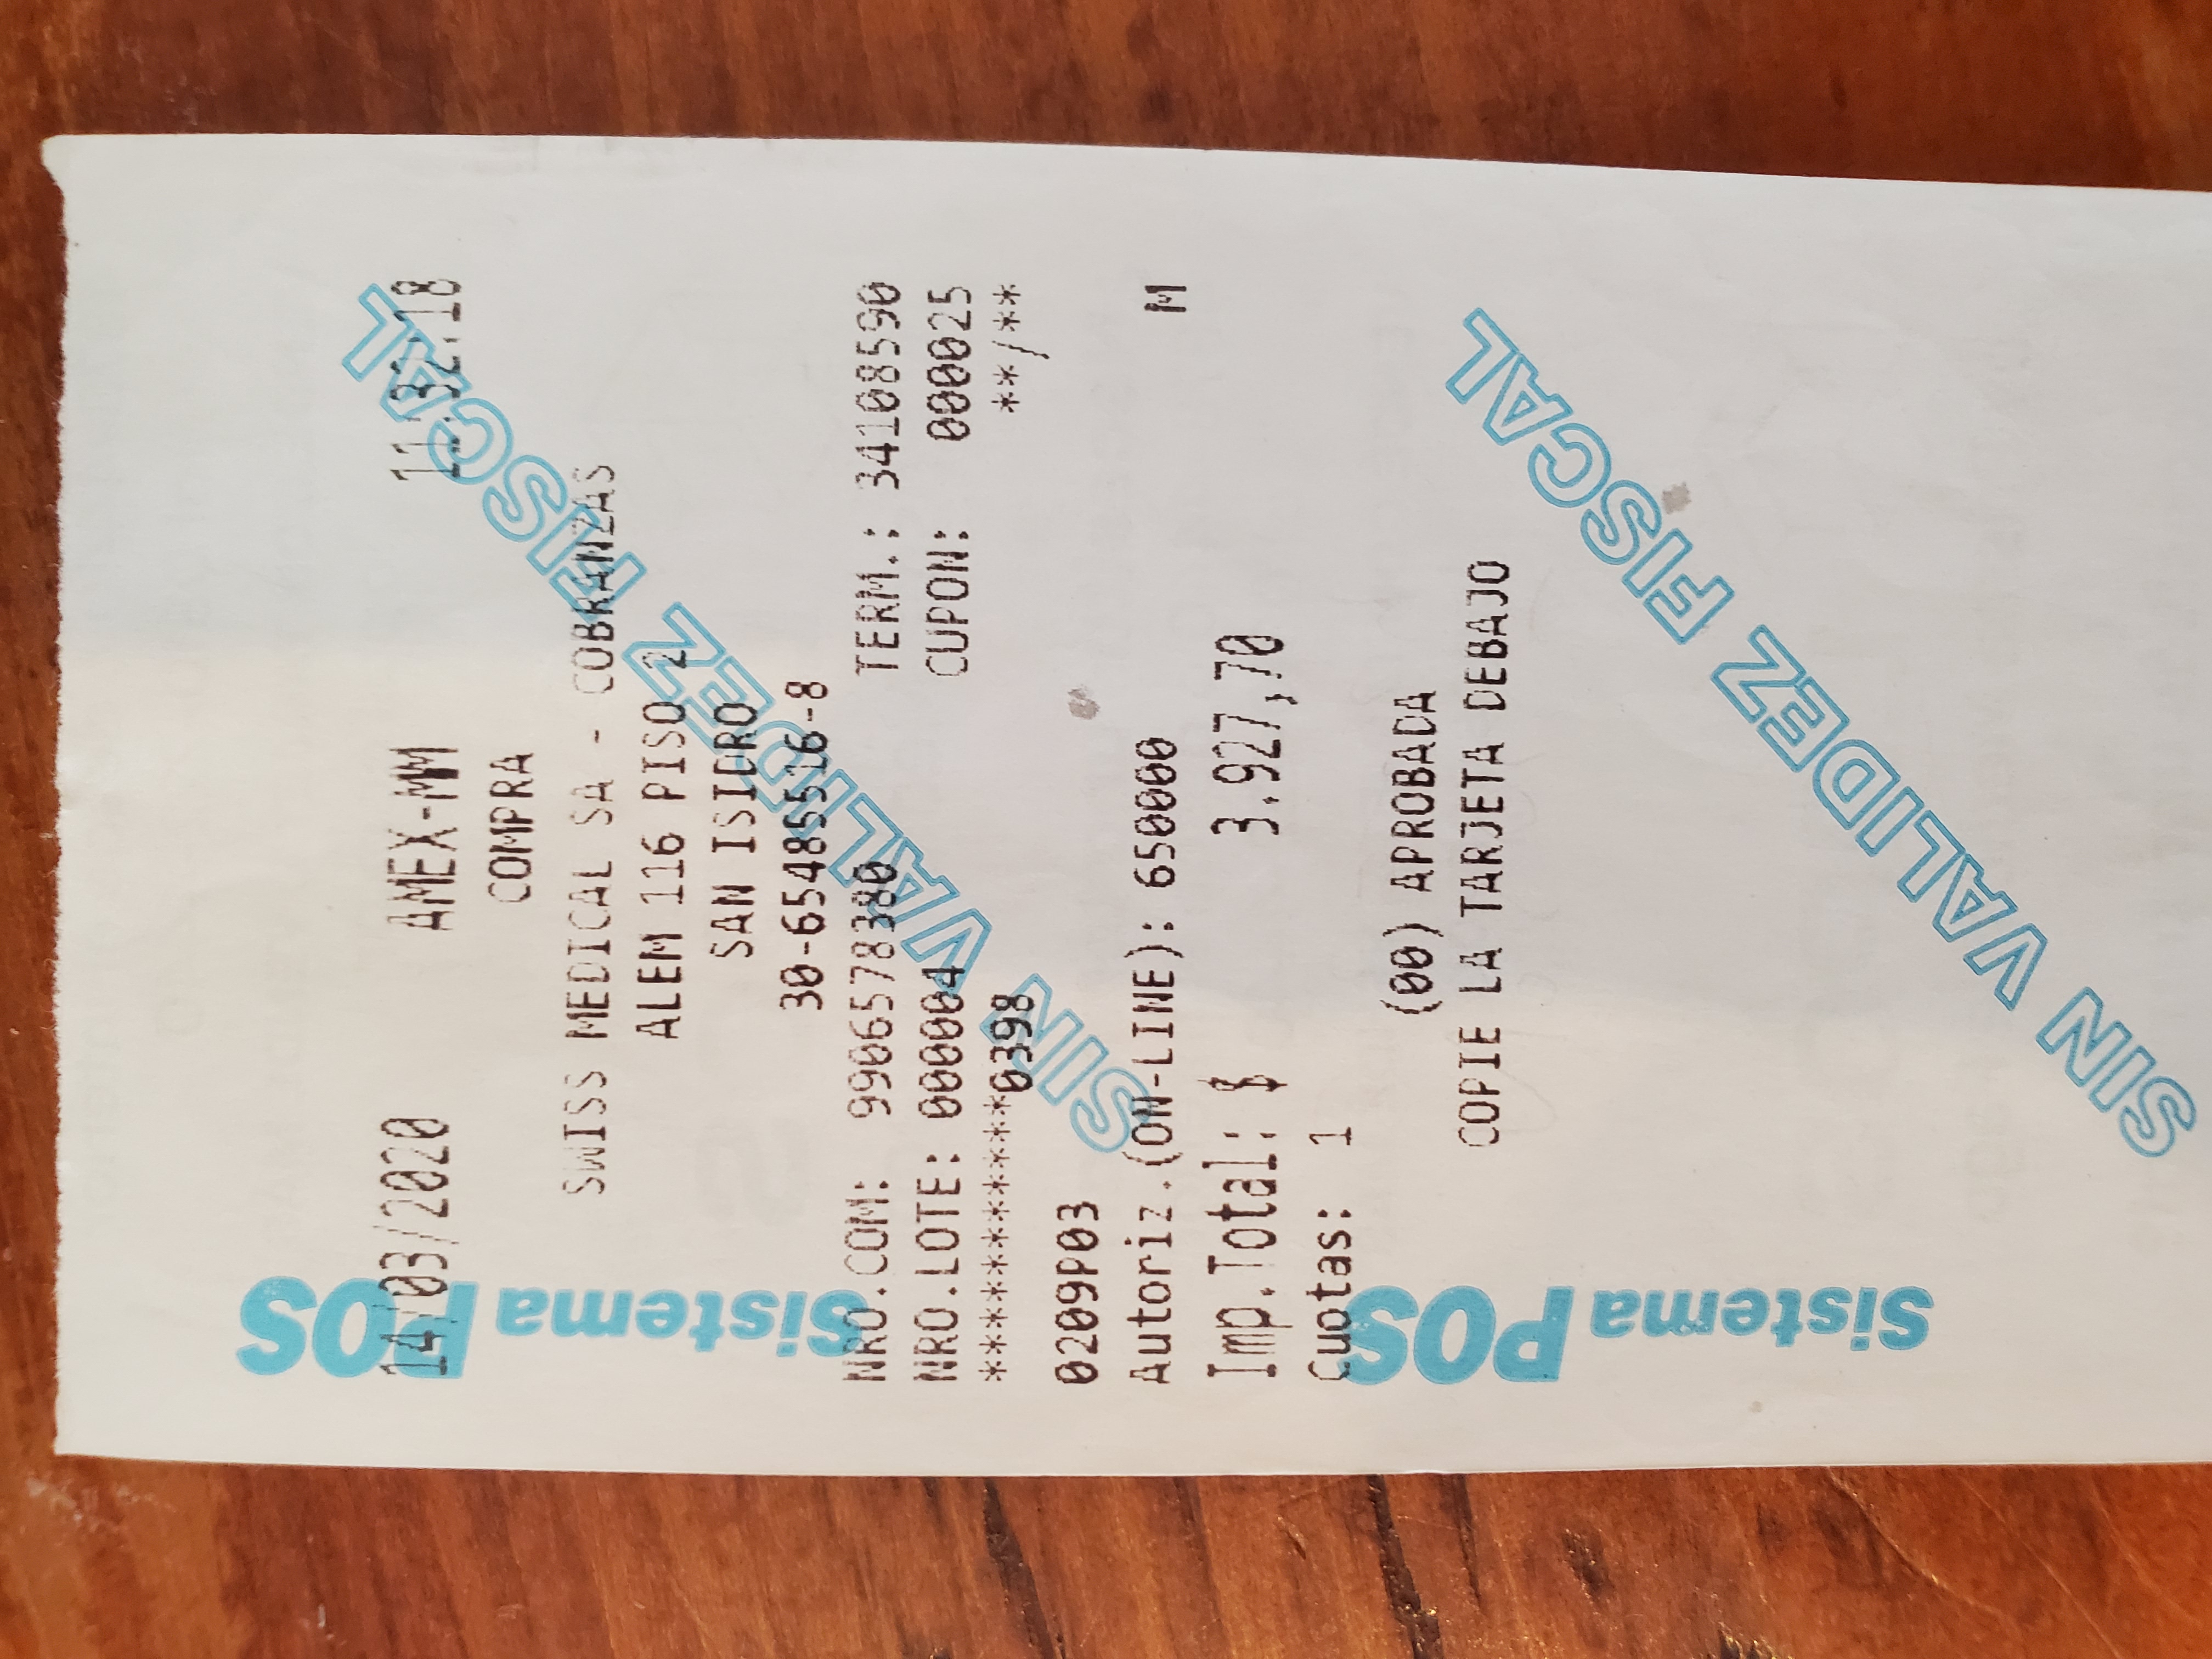 Sistema POS
14/03/2020 AMEX-MM 11:32:18
COMPRA
SWISS MEDICAL SA - COBRANZAS
ALEM 116 PISO 2
SAN ISIDRO
30-65485516-8
NRO.COM: 9906578380 TERM.: 34108590
NRO.LOTE: 000004 CUPON: 000025
***********0398 **/**
0209P03
Autoriz.(ON-LINE): 650000 M
Imp.Total: $ 3.927,70
Cuotas: 1
(00) APROBADA
COPIE LA TARJETA DEBAJO
SIN VALIDEZ FISCAL
Sistema POS
SIN VALIDEZ FISCAL